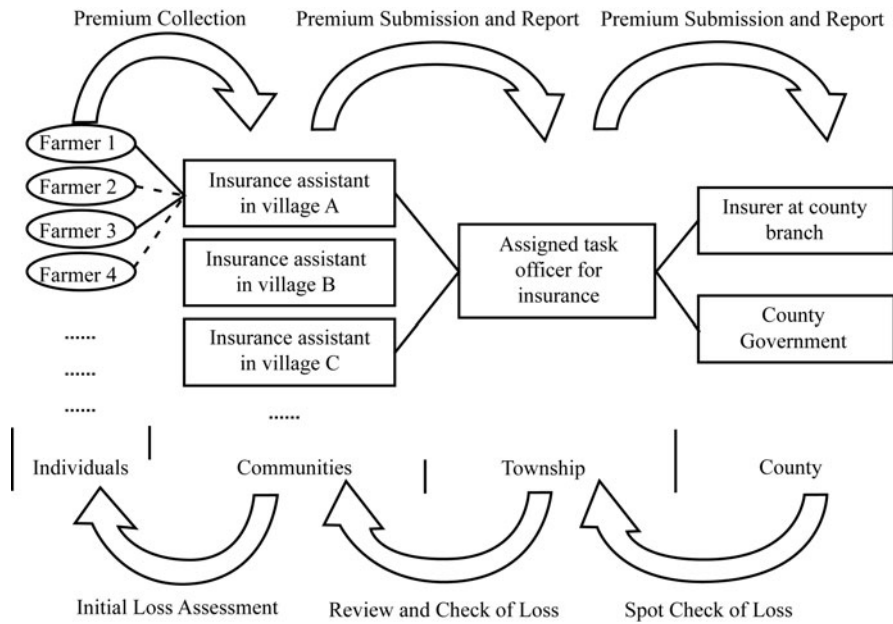 Premium Collection
Premium Submission and Report
Premium Submission and Report
Farmer 1
Farmer 2
Farmer 3
Farmer 4
......
......
......
Insurance assistant
in village A
Insurance assistant
in village B
Insurance assistant
in village C
......
Assigned task
officer for
insurance
Insurer at county
branch
County
Government
Individuals
Communities
Township
County
Initial Loss Assessment
Review and Check of Loss
Spot Check of Loss